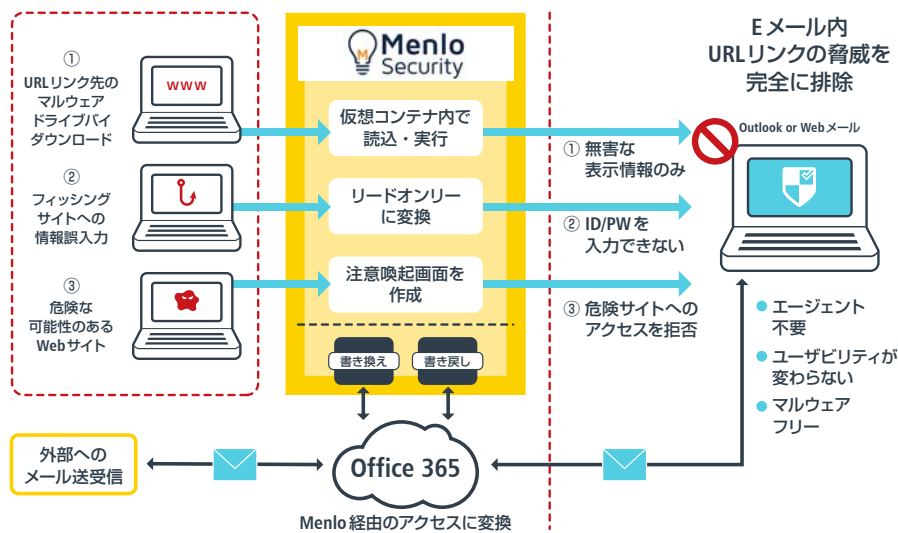 ①
URLリンク先の
マルウェア
ドライブバイ
ダウンロード
www
②
フィッシング
サイトへの
情報誤入力
③
危険な
可能性のある
Webサイト
Menlo
Security
仮想コンテナ内で
読込・実行
リードオンリー
に変換
注意喚起画面を
作成
書き換え
書き戻し
① 無害な
表示情報のみ
② ID/PWを
入力できない
③ 危険サイトへの
アクセスを拒否
Eメール内
URLリンクの脅威を
完全に排除
Outlook or Webメール
エージェント
不要
ユーザビリティが
変わらない
マルウェア
フリー
外部への
メール送受信
Office 365
Menlo 経由のアクセスに変換